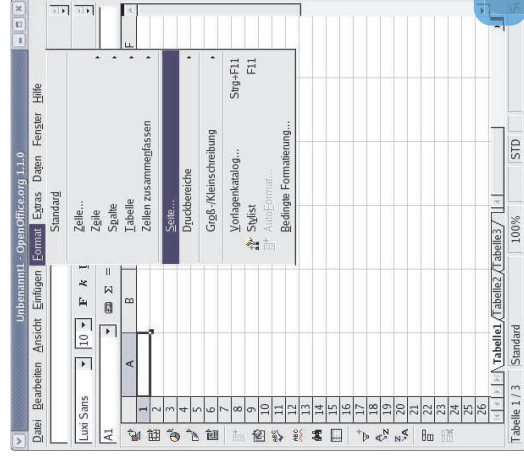 Unbenannt1 - OpenOffice.org 1.1.0
Datei Bearbeiten Ansicht Einfügen Format Extras Daten Fenster Hilfe
Standard
Zelle...
Zeile
Spalte
Tabelle
Zellen zusammenfassen
Seite...
Druckbereiche
Groß-/Kleinschreibung
Vorlagenkatalog... Strg+F11
Stylist F11
AutoFormat...
Bedingte Formatierung...
Luxi Sans 10 F k
A1 Σ =
A B F
1
2
3
4
5
6
7
8
9
10
11
12
13
14
15
16
17
18
19
20
21
22
23
24
25
26
Tabelle1 Tabelle2 Tabelle3
Tabelle 1 / 3 Standard 100% STD